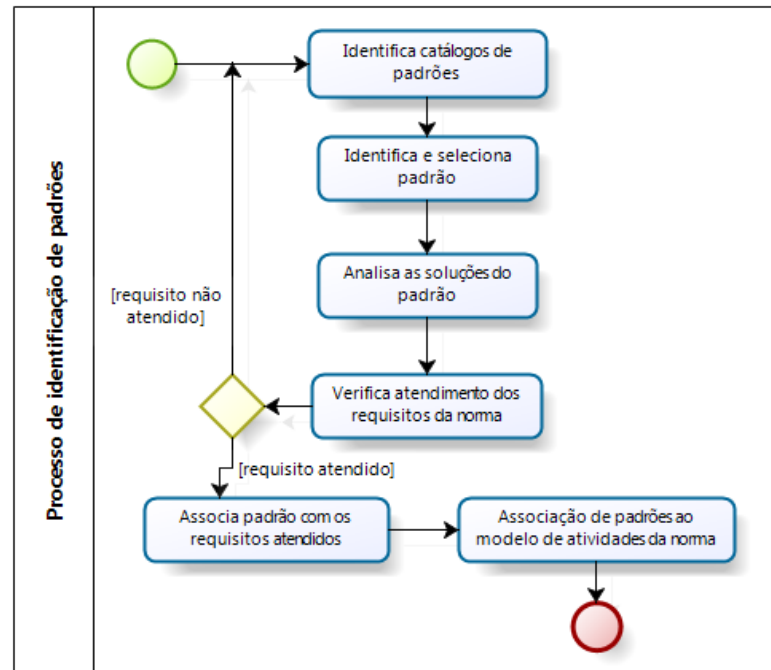 Processo de identificação de padrões
Identifica catálogos de
padrões
Identifica e seleciona
padrão
Analisa as soluções do
padrão
[requisito não
atendido]
Verifica atendimento dos
requisitos da norma
[requisito atendido]
Associa padrão com os
requisitos atendidos
Associação de padrões ao
modelo de atividades da norma